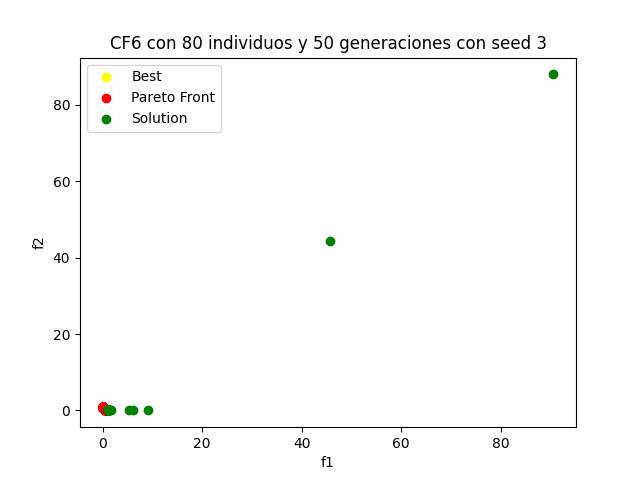 CF6 con 80 individuos y 50 generaciones con seed 3
Best
Pareto Front
Solution
80
60
40
20
0
f2
0 20 40 60 80
f1